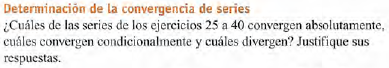 Determinación de la convergencia de series
¿Cuáles de las series de los ejercicios 25 a 40 convergen absolutamente,
cuáles convergen condicionalmente y cuáles divergen? Justifique sus
respuestas.